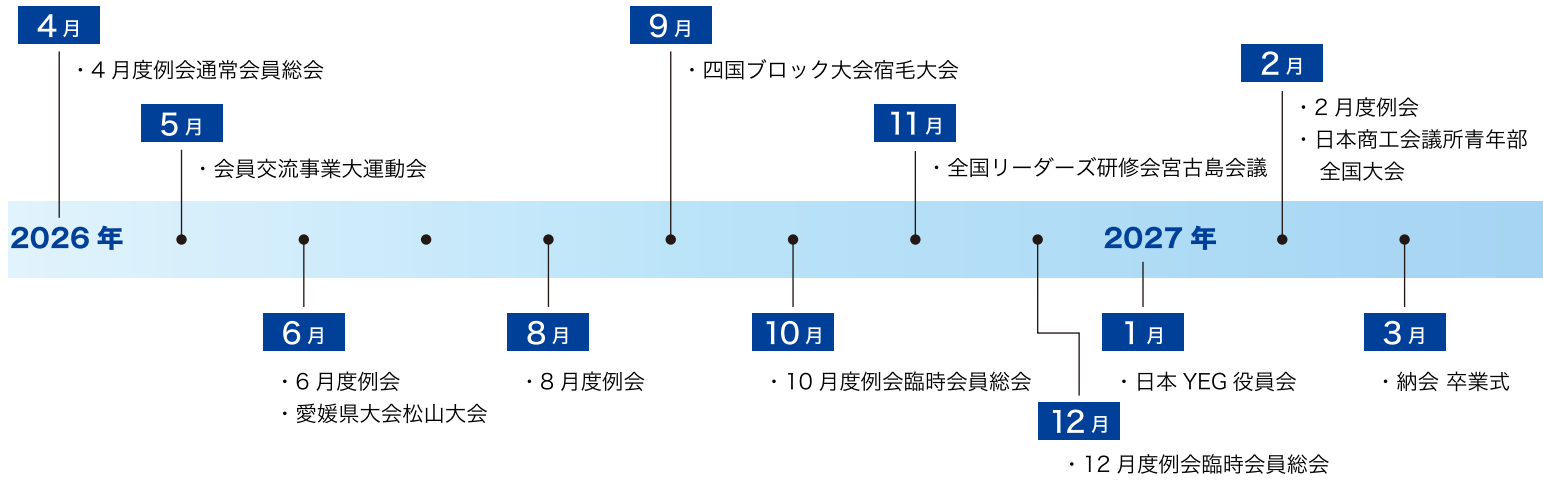 4月
・4月度例会通常会員総会
5月
・会員交流事業大運動会
9月
・四国ブロック大会宿毛大会
11月
・全国リーダーズ研修会宮古島会議
2月
・2月度例会
・日本商工会議所青年部
全国大会
2026年
2027年
6月
・6月度例会
・愛媛県大会松山大会
8月
・8月度例会
10月
・10月度例会臨時会員総会
12月
・12月度例会臨時会員総会
1月
・日本YEG役員会
3月
・納会 卒業式